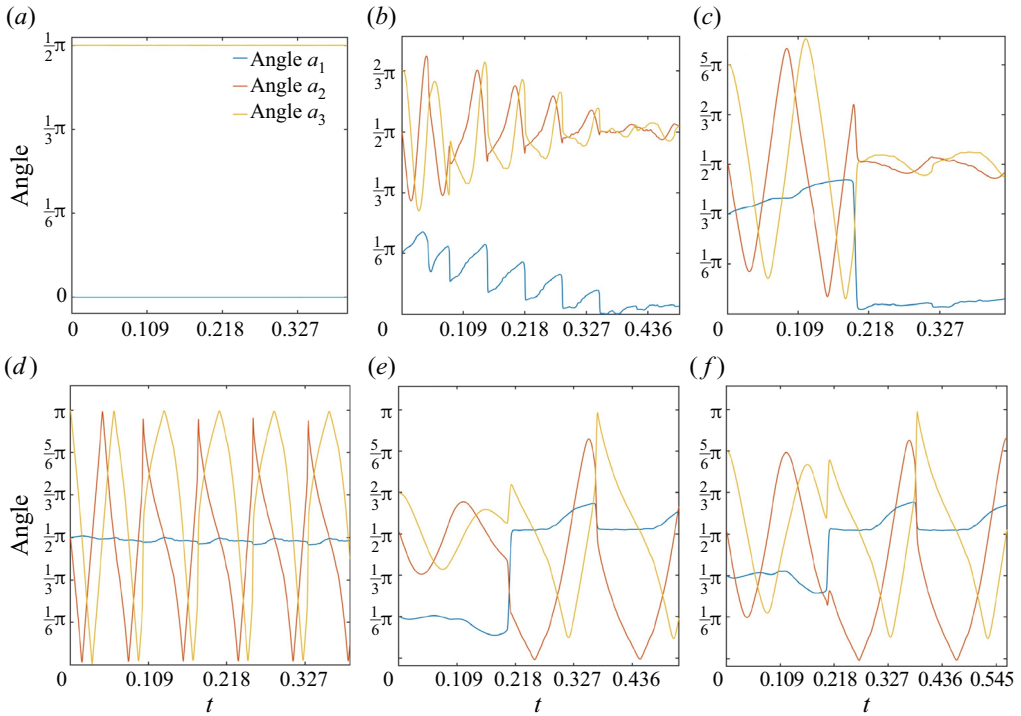 (a)
½π
⅓π
⅙π
0
Angle
Angle a₁
Angle a₂
Angle a₃
0.109 0.218 0.327
(b)
⅔π
½π
⅓π
⅙π
0.109 0.218 0.327 0.436
(c)
⅚π
⅔π
½π
⅓π
⅙π
0.109 0.218 0.327
(d)
π
⅚π
⅔π
½π
⅓π
⅙π
Angle
0 0.109 0.218 0.327
t
(e)
π
⅚π
⅔π
½π
⅓π
⅙π
0 0.109 0.218 0.327 0.436
t
(f)
π
⅚π
⅔π
½π
⅓π
⅙π
0 0.109 0.218 0.327 0.436 0.545
t